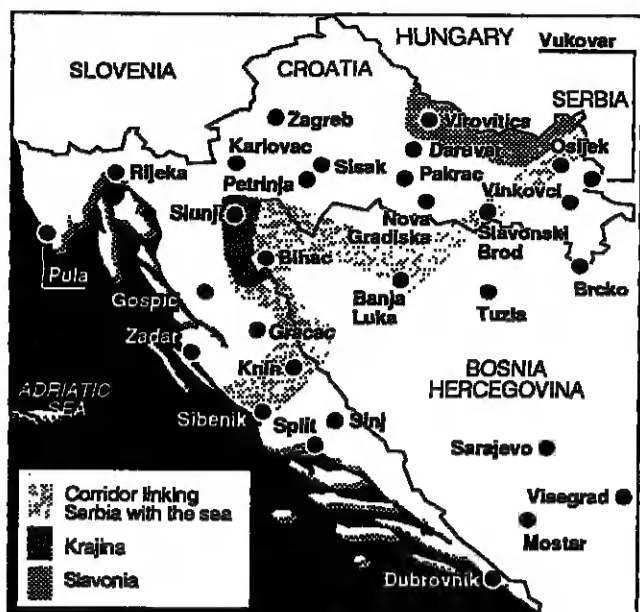 HUNGARY
Vukovar
SLOVENIA
CROATIA
SERBIA
Zagreb
Virovitica
Karlovac
Daruvar
Osijek
Rijeka
Petrinja
Sisak
Pakrac
Vinkovci
Slunj
Nova
Gradiska
Slavonski
Brod
Bihac
Pula
Banja
Luka
Brcko
Gospic
Tuzla
Zadar
Gracac
Knin
BOSNIA
HERCEGOVINA
ADRIATIC
SEA
Sibenik
Split
Sinj
Sarajevo
Corridor linking
Serbia with the sea
Visegrad
Krajina
Mostar
Slavonia
Dubrovnik